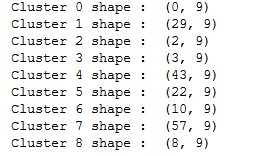 Cluster 0 shape :  (0, 9)
Cluster 1 shape :  (29, 9)
Cluster 2 shape :  (2, 9)
Cluster 3 shape :  (3, 9)
Cluster 4 shape :  (43, 9)
Cluster 5 shape :  (22, 9)
Cluster 6 shape :  (10, 9)
Cluster 7 shape :  (57, 9)
Cluster 8 shape :  (8, 9)